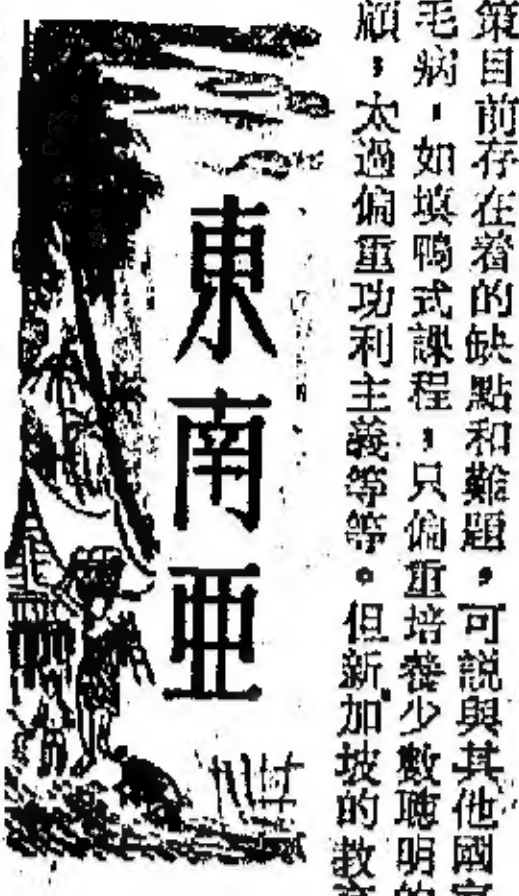 策目前存在着的缺點和難題，可說與其他國
毛病，如填鴨式課程，只偏重培養少數聰明
顧，太過偏重功利主義等等。但新加坡的教
東南亞